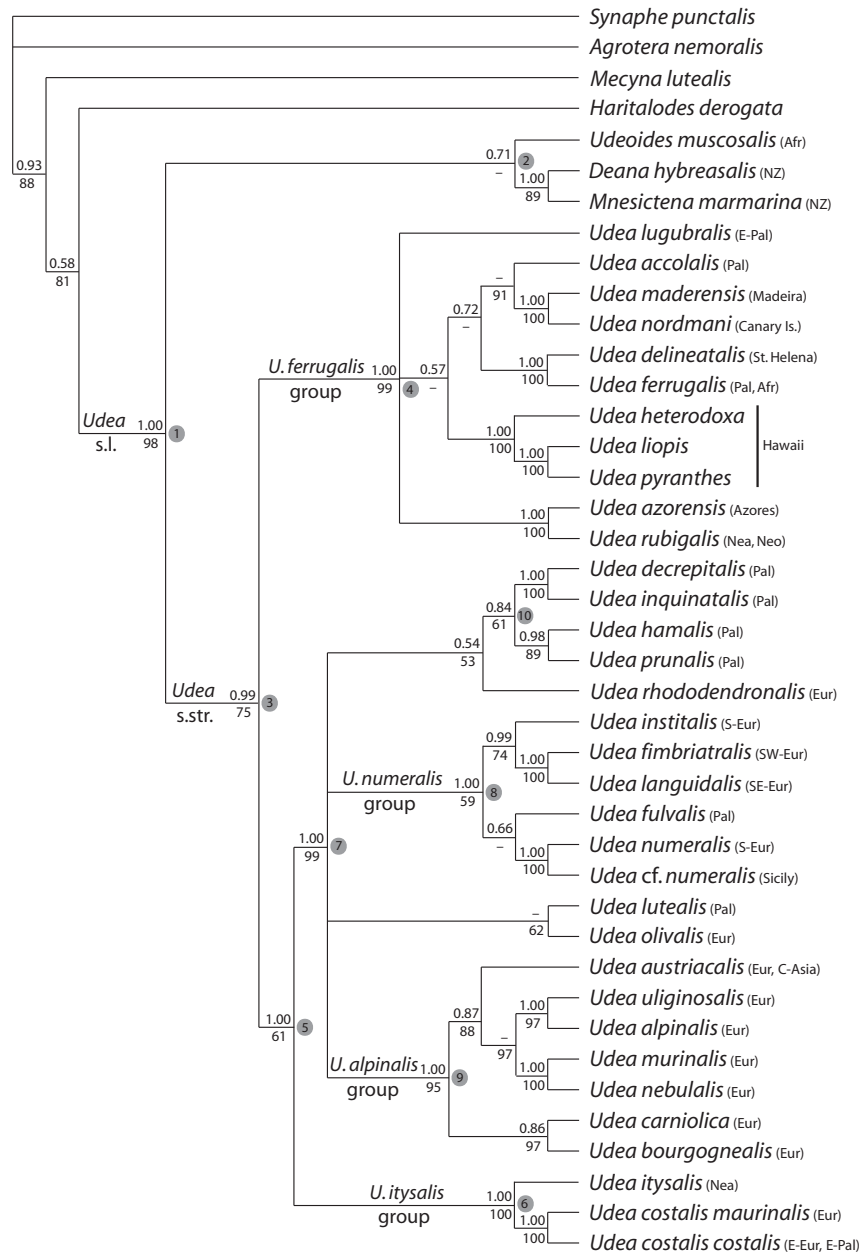 Synaphe punctalis
Agrotera nemoralis
Mecyna lutealis
Haritalodes derogata
0.93
88
0.58
81
Udea
s.l.
1.00
98
1
0.71
–
2
Udeoides muscosalis (Afr)
1.00
89
Deana hybreasalis (NZ)
Mnesictena marmarina (NZ)
Udea
s.str.
0.99
75
3
U. ferrugalis
group
1.00
99
4
Udea lugubralis (E-Pal)
0.57
–
0.72
–
–
91
Udea accolalis (Pal)
1.00
100
Udea maderensis (Madeira)
Udea nordmani (Canary Is.)
1.00
100
Udea delineatalis (St. Helena)
Udea ferrugalis (Pal, Afr)
1.00
100
Udea heterodoxa
1.00
100
Udea liopis
Udea pyranthes
Hawaii
1.00
100
Udea azorensis (Azores)
Udea rubigalis (Nea, Neo)
1.00
61
5
1.00
99
7
0.54
53
0.84
61
10
1.00
100
Udea decrepitalis (Pal)
Udea inquinatalis (Pal)
0.98
89
Udea hamalis (Pal)
Udea prunalis (Pal)
Udea rhododendronalis (Eur)
U. numeralis
group
1.00
59
8
0.99
74
Udea institalis (S-Eur)
1.00
100
Udea fimbriatralis (SW-Eur)
Udea languidalis (SE-Eur)
0.66
–
Udea fulvalis (Pal)
1.00
100
Udea numeralis (S-Eur)
Udea cf. numeralis (Sicily)
–
62
Udea lutealis (Pal)
Udea olivalis (Eur)
U. alpinalis
group
1.00
95
9
0.87
88
Udea austriacalis (Eur, C-Asia)
–
97
1.00
97
Udea uliginosalis (Eur)
Udea alpinalis (Eur)
1.00
100
Udea murinalis (Eur)
Udea nebulalis (Eur)
0.86
97
Udea carniolica (Eur)
Udea bourgognealis (Eur)
U. itysalis
group
1.00
100
6
Udea itysalis (Nea)
1.00
100
Udea costalis maurinalis (Eur)
Udea costalis costalis (E-Eur, E-Pal)